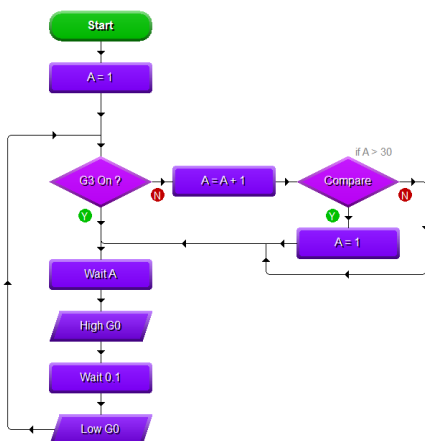 Start
A = 1
if A > 30
G3 On ?
N
A = A + 1
Compare
N
Y
Y
A = 1
Wait A
High G0
Wait 0.1
Low G0